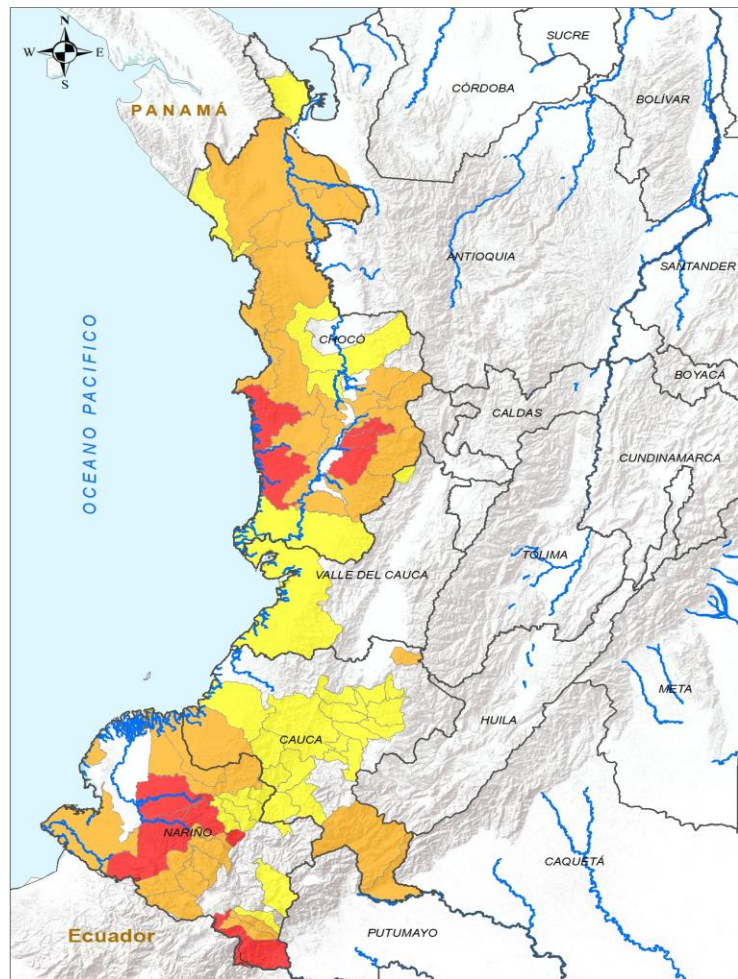 N
W E
S
SUCRE
CÓRDOBA
BOLÍVAR
PANAMÁ
ANTIOQUIA
SANTANDER
OCEANO PACIFICO
CHOCÓ
BOYACÁ
CALDAS
CUNDINAMARCA
TOLIMA
VALLE DEL CAUCA
META
HUILA
CAUCA
NARIÑO
CAQUETÁ
Ecuador
PUTUMAYO